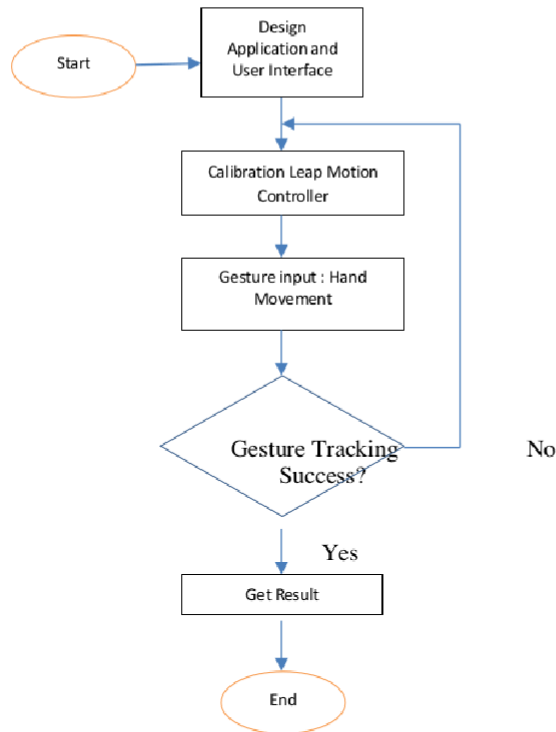 Start
Design
Application and
User Interface
Calibration Leap Motion
Controller
Gesture input : Hand
Movement
Gesture Tracking
Success?
No
Yes
Get Result
End